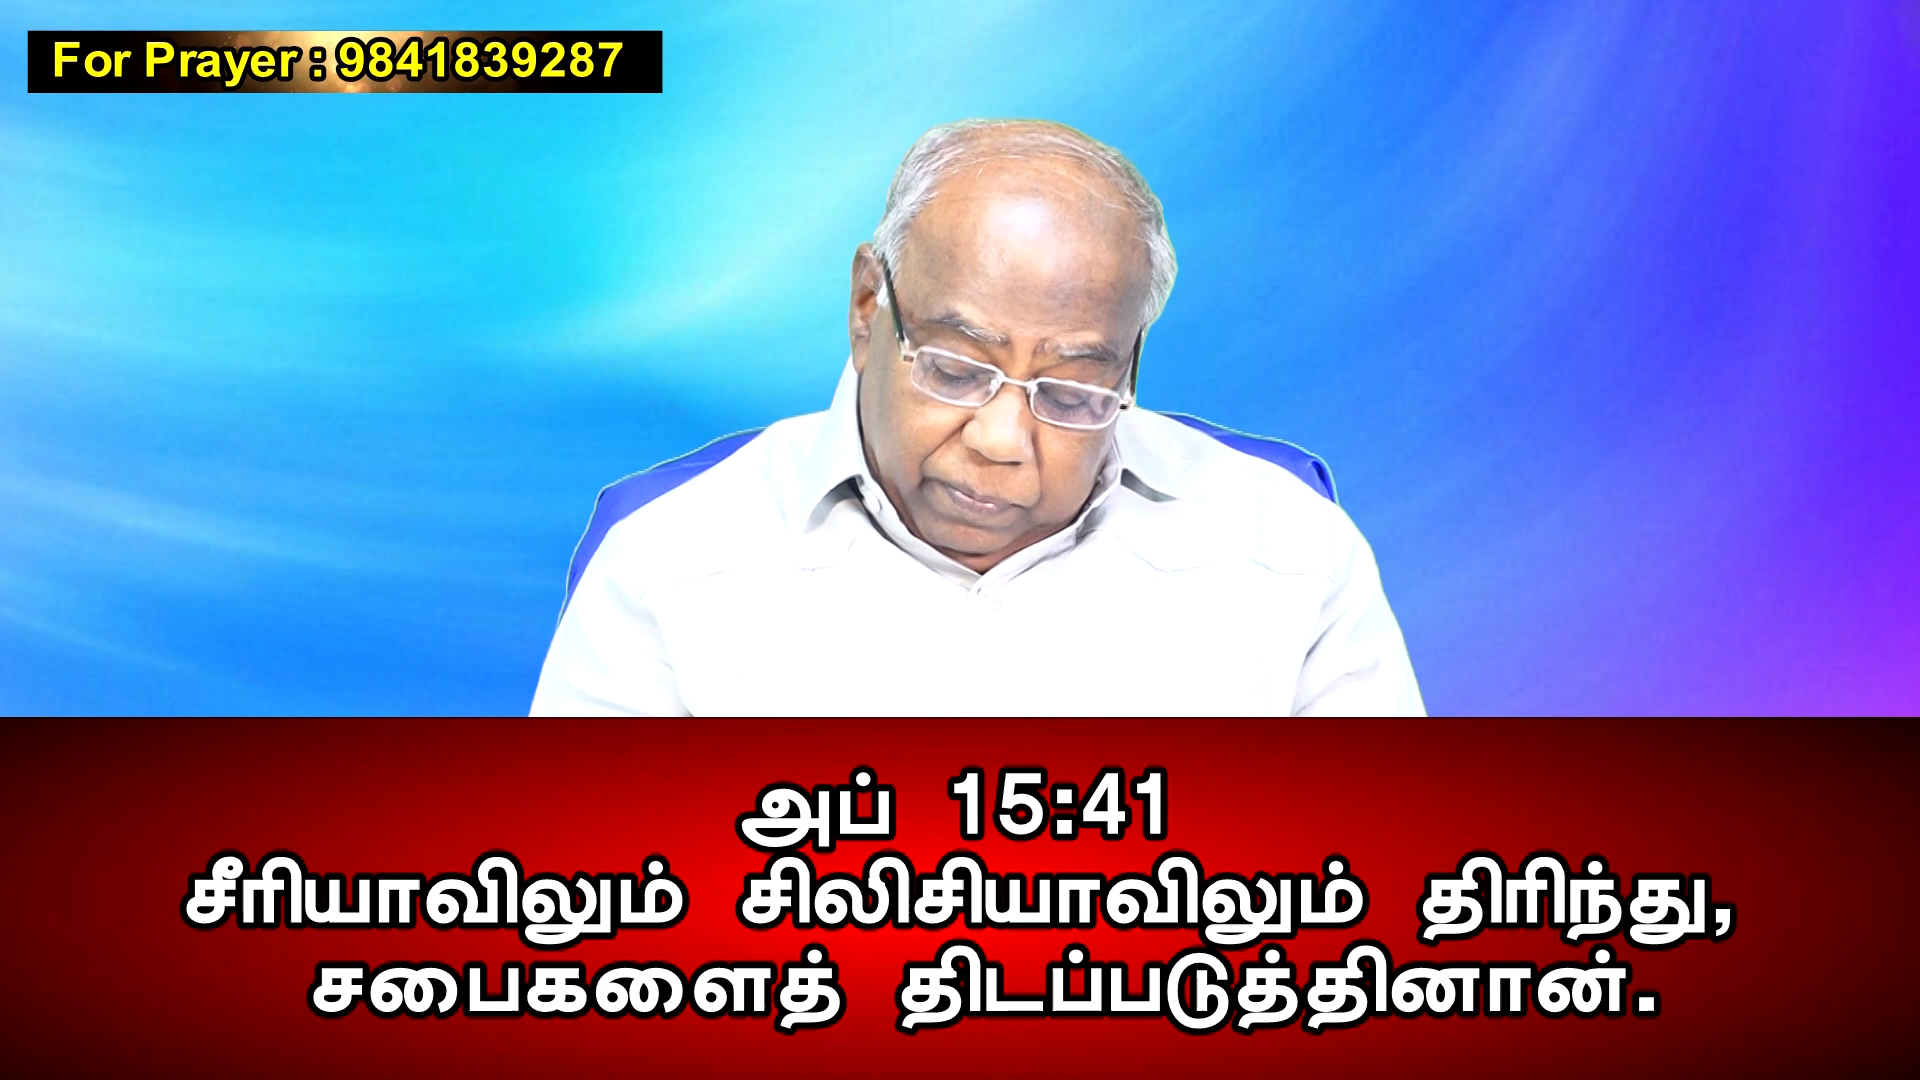 For Prayer : 9841839287
அப் 15:41
சீரியாவிலும் சிலிசியாவிலும் திரிந்து,
சபைகளைத் திடப்படுத்தினான்.